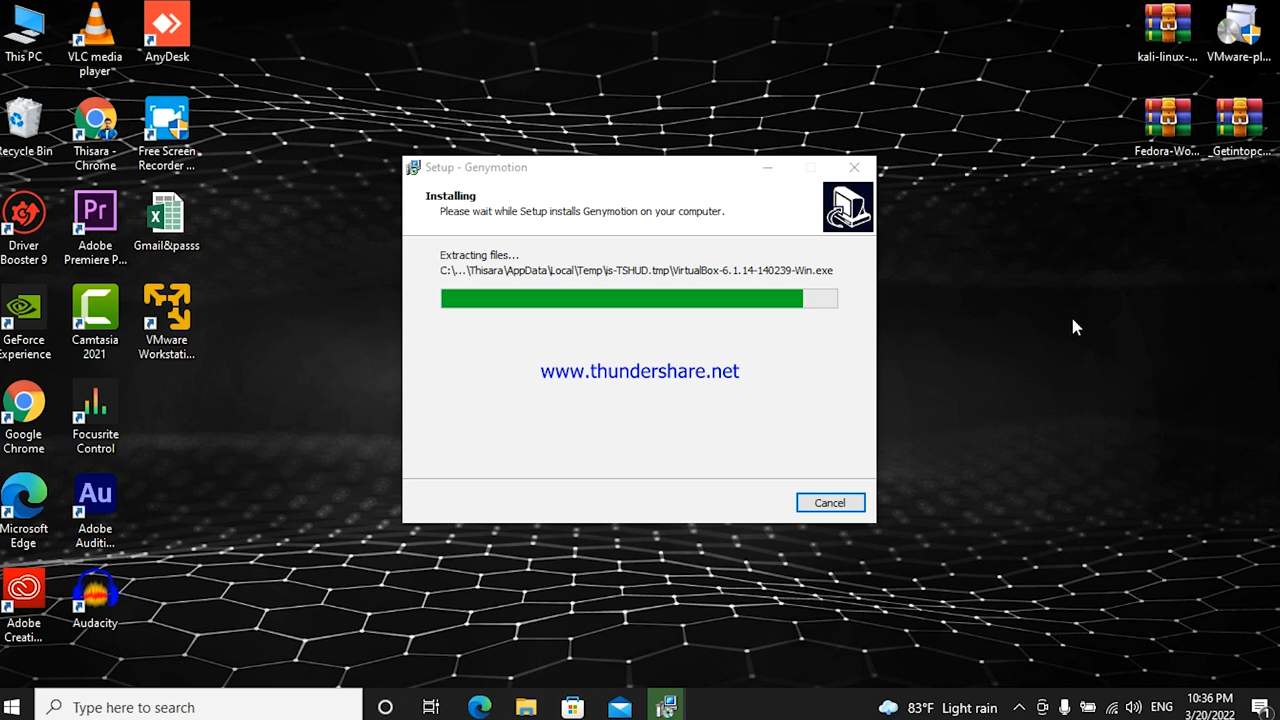 This PC
VLC media
player
AnyDesk
kali-linux-...
VMware-pl...
Recycle Bin
Thisara -
Chrome
Free Screen
Recorder ...
Fedora-Wo...
_Getintopc...
Setup - Genymotion
Installing
Please wait while Setup installs Genymotion on your computer.
Driver
Booster 9
Pr
Adobe
Premiere P...
Gmail&passs
Extracting files...
C:\...\Thisara\AppData\Local\Temp\is-TSHUD.tmp\VirtualBox-6.1.14-140239-Win.exe
GeForce
Experience
Camtasia
2021
VMware
Workstati...
www.thundershare.net
Google
Chrome
Focusrite
Control
Cancel
Microsoft
Edge
Au
Adobe
Auditi...
Adobe
Creati...
Audacity
Type here to search
83°F Light rain
ENG
10:36 PM
3/20/2022
1